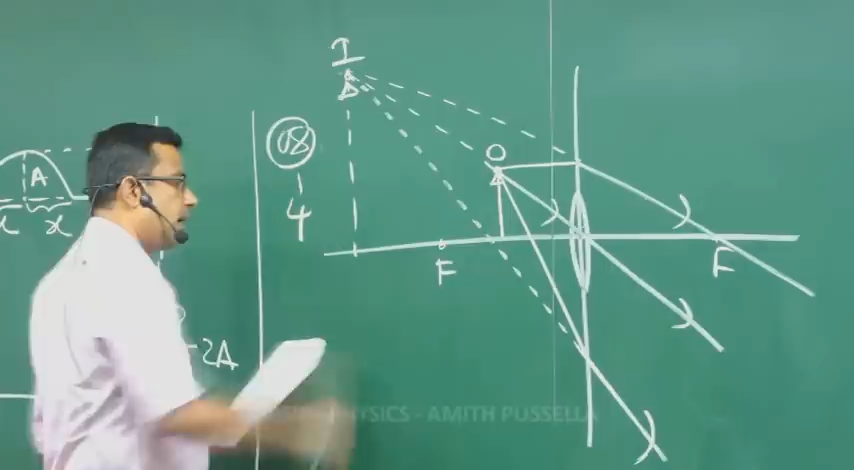 I
08
4
O
F
F
A
x
x
-2A
PHYSICS - AMITH PUSSELLA